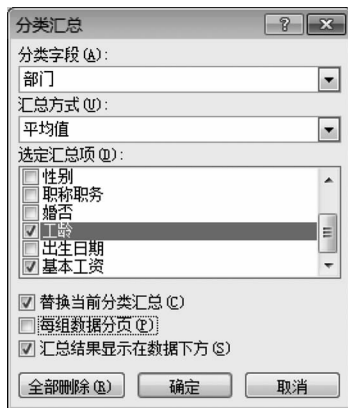 分类汇总
分类字段(A):
部门
汇总方式(U):
平均值
选定汇总项(D):
性别
职称职务
婚否
工龄
出生日期
基本工资
替换当前分类汇总(C)
每组数据分页(P)
汇总结果显示在数据下方(S)
全部删除(R) 确定 取消